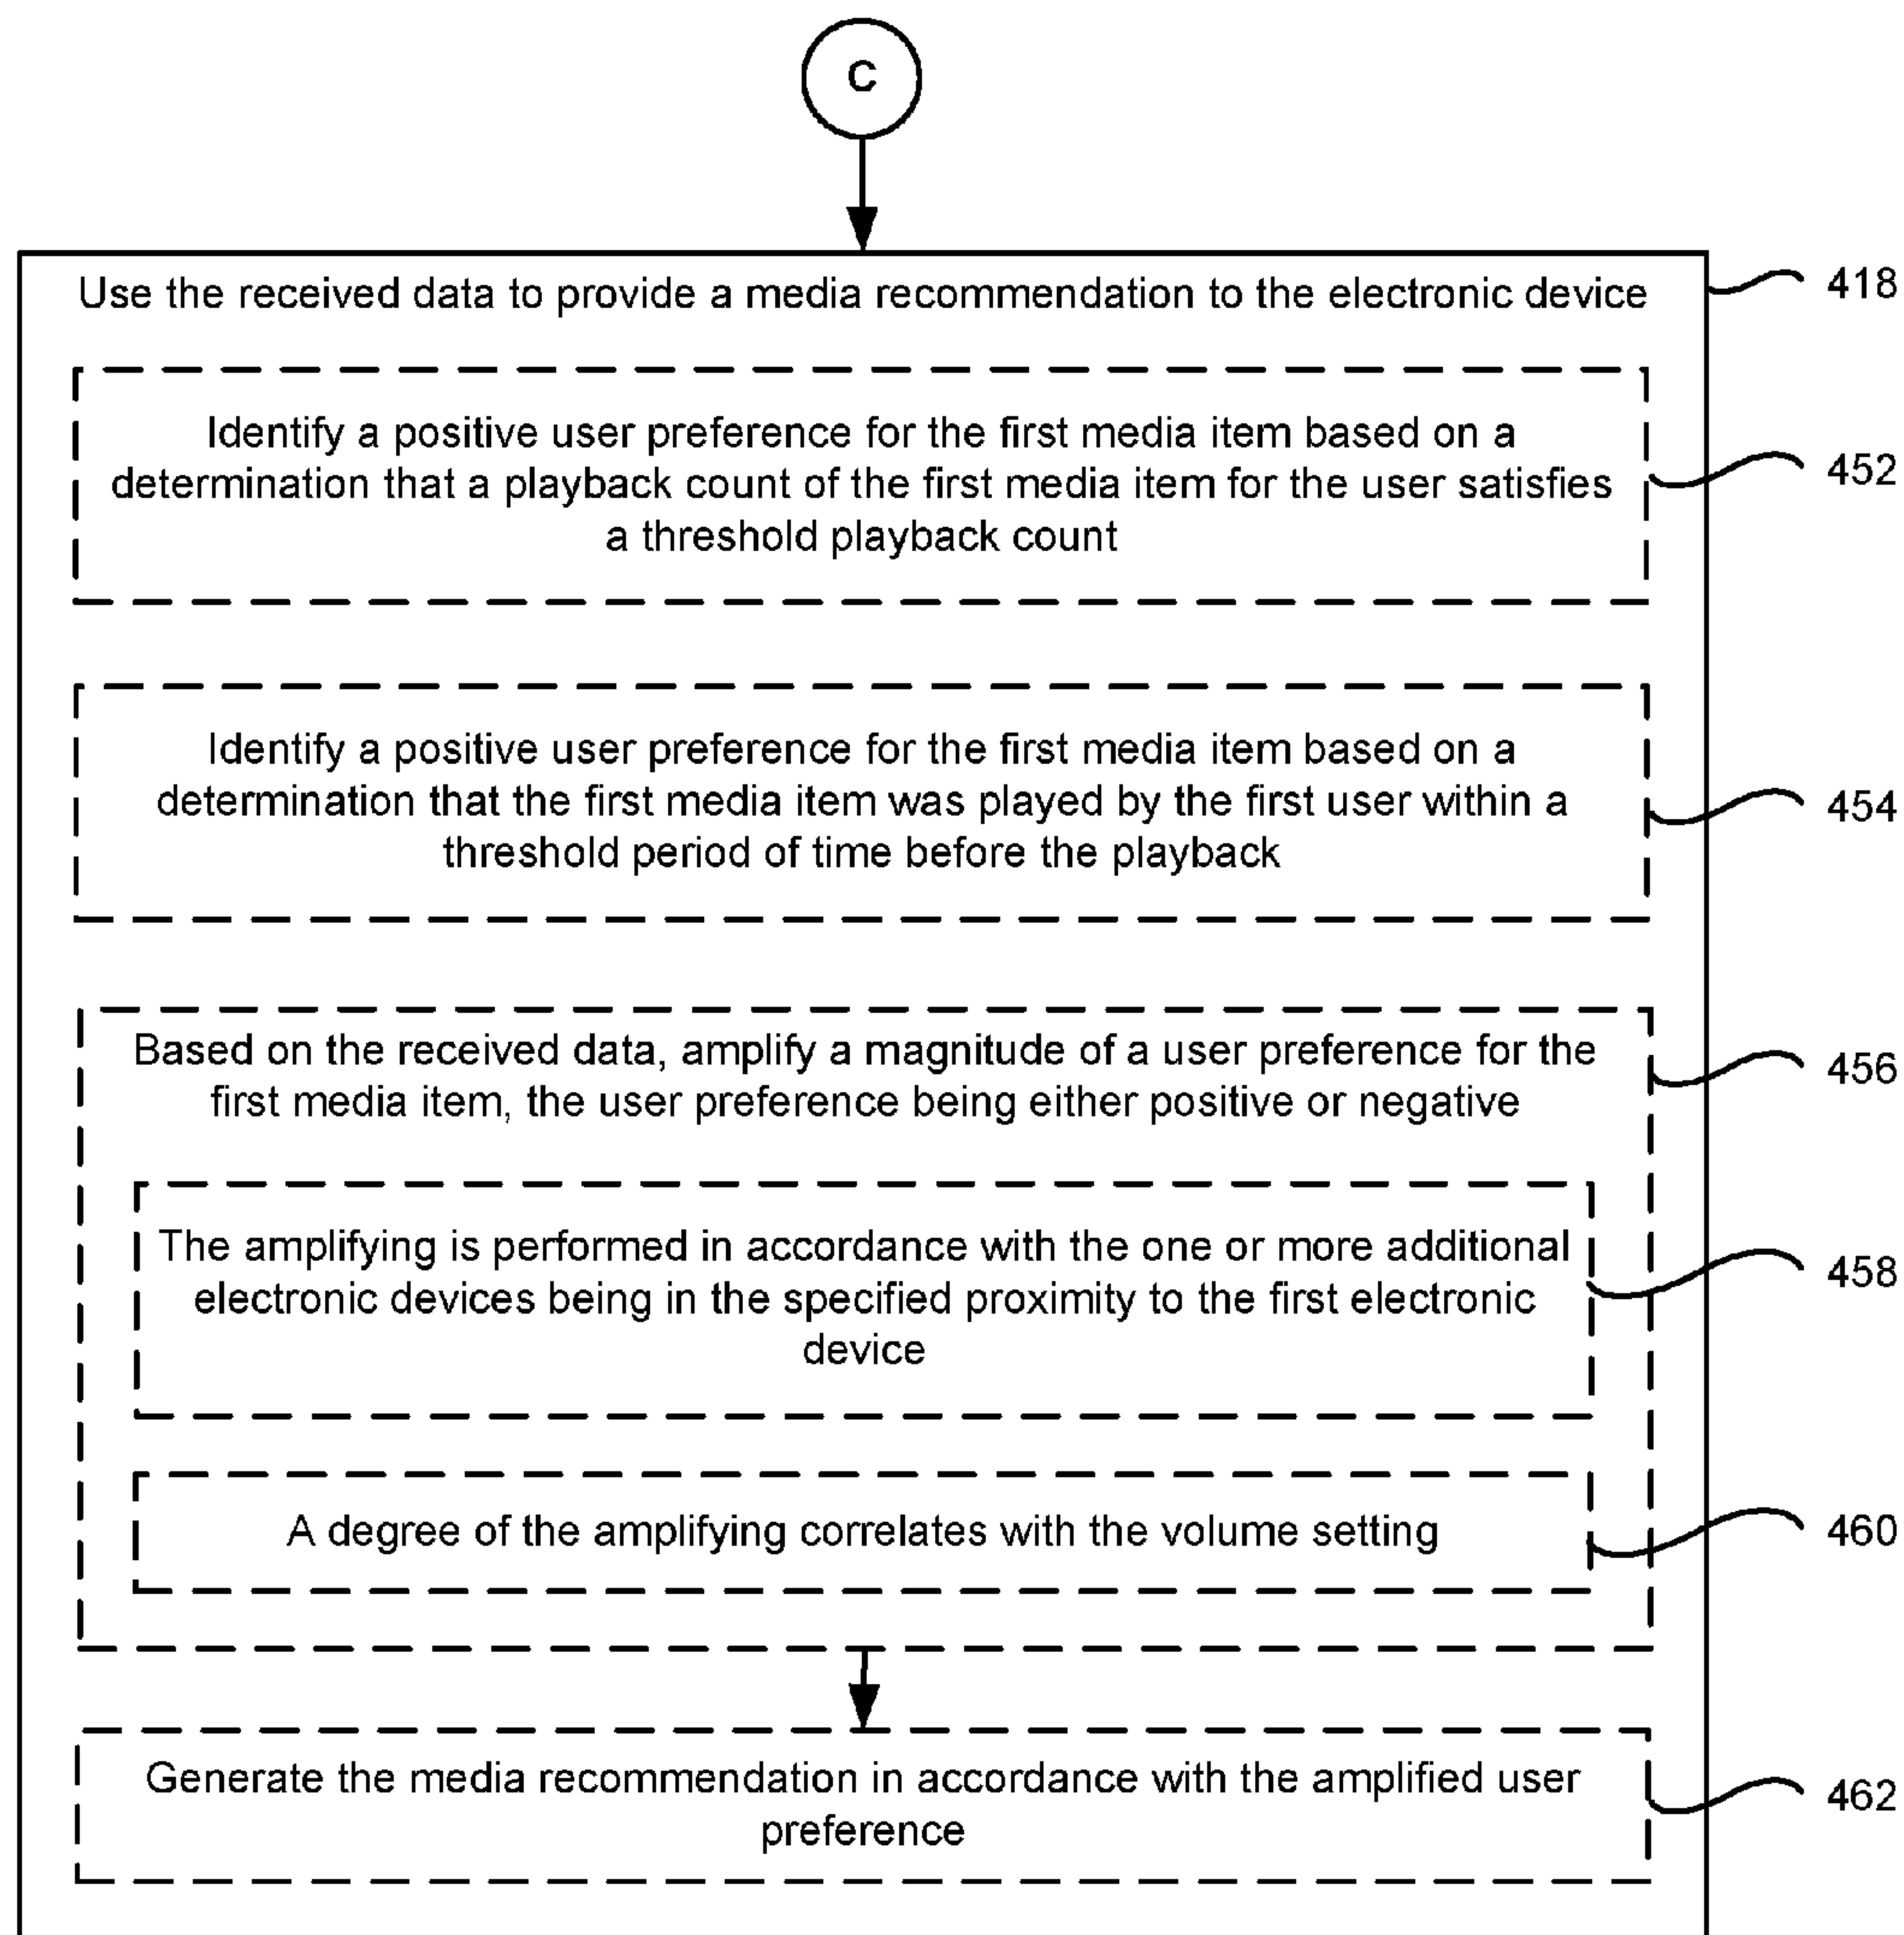 C
Use the received data to provide a media recommendation to the electronic device
418
Identify a positive user preference for the first media item based on a
determination that a playback count of the first media item for the user satisfies
a threshold playback count
452
Identify a positive user preference for the first media item based on a
determination that the first media item was played by the first user within a
threshold period of time before the playback
454
Based on the received data, amplify a magnitude of a user preference for the
first media item, the user preference being either positive or negative
456
The amplifying is performed in accordance with the one or more additional
electronic devices being in the specified proximity to the first electronic
device
458
A degree of the amplifying correlates with the volume setting
460
Generate the media recommendation in accordance with the amplified user
preference
462